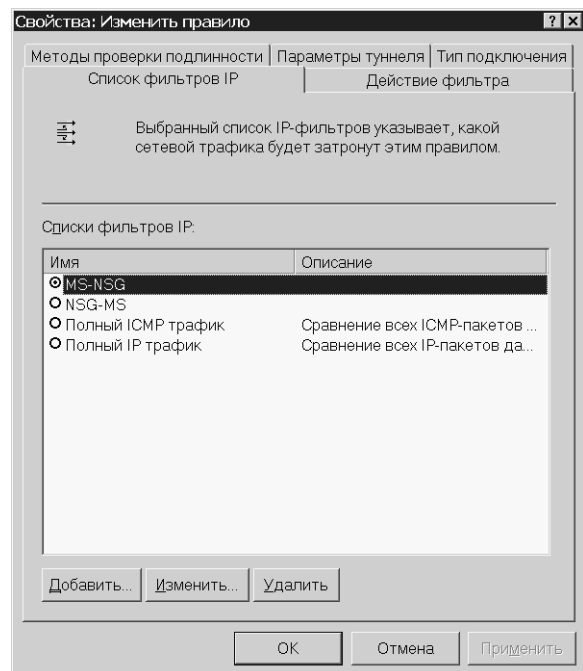 Свойства: Изменить правило
Методы проверки подлинности Параметры туннеля Тип подключения
Список фильтров IP Действие фильтра
Выбранный список IP-фильтров указывает, какой
сетевой трафика будет затронут этим правилом.
Списки фильтров IP:
Имя Описание
MS-NSG
NSG-MS
Полный ICMP трафик Сравнение всех ICMP-пакетов ...
Полный IP трафик Сравнение всех IP-пакетов да...
Добавить... Изменить... Удалить
OK Отмена Применить